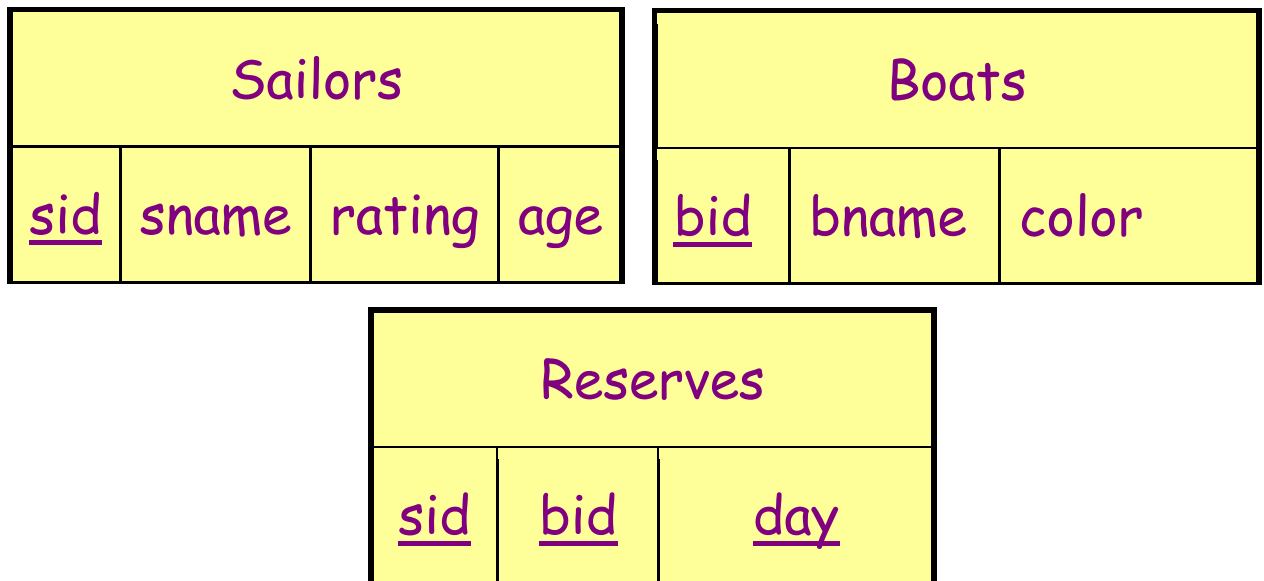 Sailors
sid sname rating age
Boats
bid bname color
Reserves
sid bid day